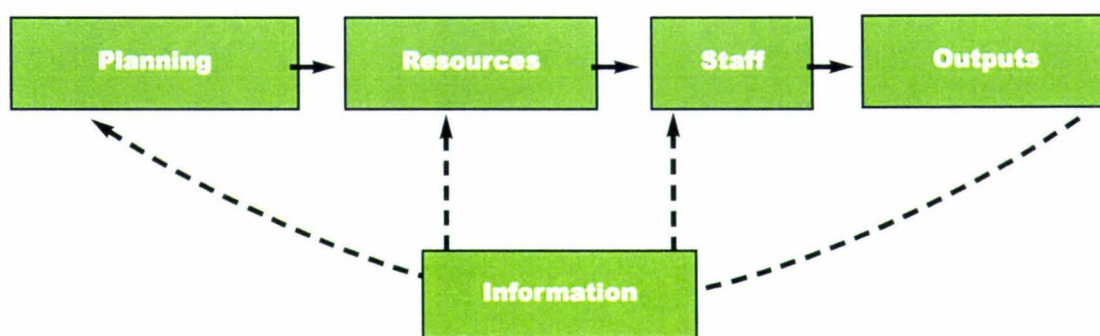 Planning
Resources
Staff
Outputs
Information